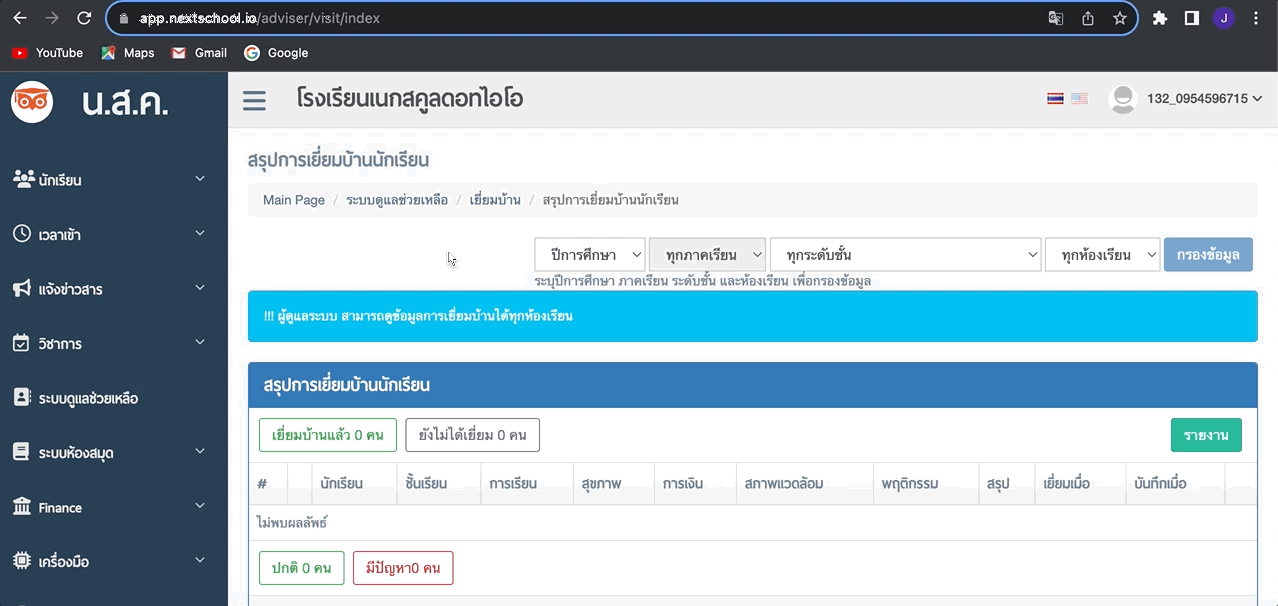 app.nextschool.io/adviser/visit/index
J
YouTube Maps Gmail Google
น.ส.ค.
โรงเรียนเนกสคูลดอทไอโอ
132_0954596715
นักเรียน
เวลาเข้า
แจ้งข่าวสาร
วิชาการ
ระบบดูแลช่วยเหลือ
ระบบห้องสมุด
Finance
เครื่องมือ
สรุปการเยี่ยมบ้านนักเรียน
Main Page / ระบบดูแลช่วยเหลือ / เยี่ยมบ้าน / สรุปการเยี่ยมบ้านนักเรียน
ปีการศึกษา ทุกภาคเรียน ทุกระดับชั้น ทุกห้องเรียน กรองข้อมูล
ระบุปีการศึกษา ภาคเรียน ระดับชั้น และห้องเรียน เพื่อกรองข้อมูล
!!! ผู้ดูแลระบบ สามารถดูข้อมูลการเยี่ยมบ้านได้ทุกห้องเรียน
สรุปการเยี่ยมบ้านนักเรียน
เยี่ยมบ้านแล้ว 0 คน ยังไม่ได้เยี่ยม 0 คน รายงาน
# นักเรียน ชั้นเรียน การเรียน สุขภาพ การเงิน สภาพแวดล้อม พฤติกรรม สรุป เยี่ยมเมื่อ บันทึกเมื่อ
ไม่พบผลลัพธ์
ปกติ 0 คน มีปัญหา0 คน